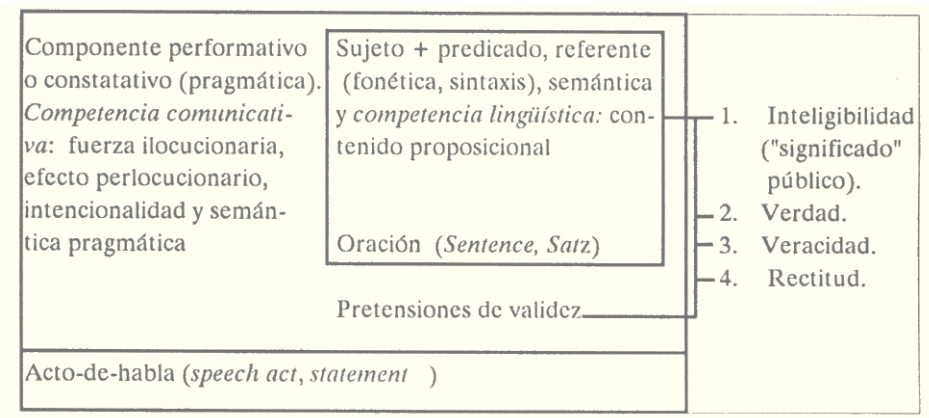 Componente performativo
o constatativo (pragmática).
Competencia comunicati-
va: fuerza ilocucionaria,
efecto perlocucionario,
intencionalidad y semán-
tica pragmática
Sujeto + predicado, referente
(fonética, sintaxis), semántica
y competencia lingüística: con-
tenido proposicional
Oración (Sentence, Satz)
Pretensiones de validez
1. Inteligibilidad
("significado"
público).
2. Verdad.
3. Veracidad.
4. Rectitud.
Acto-de-habla (speech act, statement )